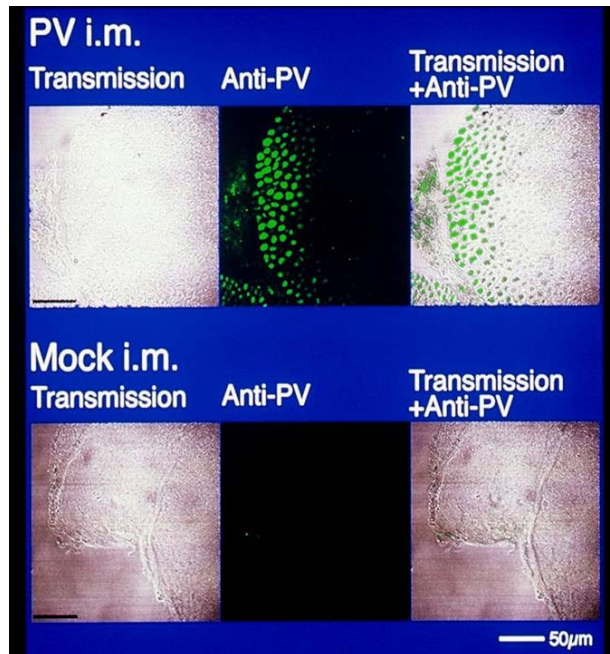 PV i.m.
Transmission Anti-PV Transmission
+Anti-PV
Mock i.m.
Transmission Anti-PV Transmission
+Anti-PV
50µm